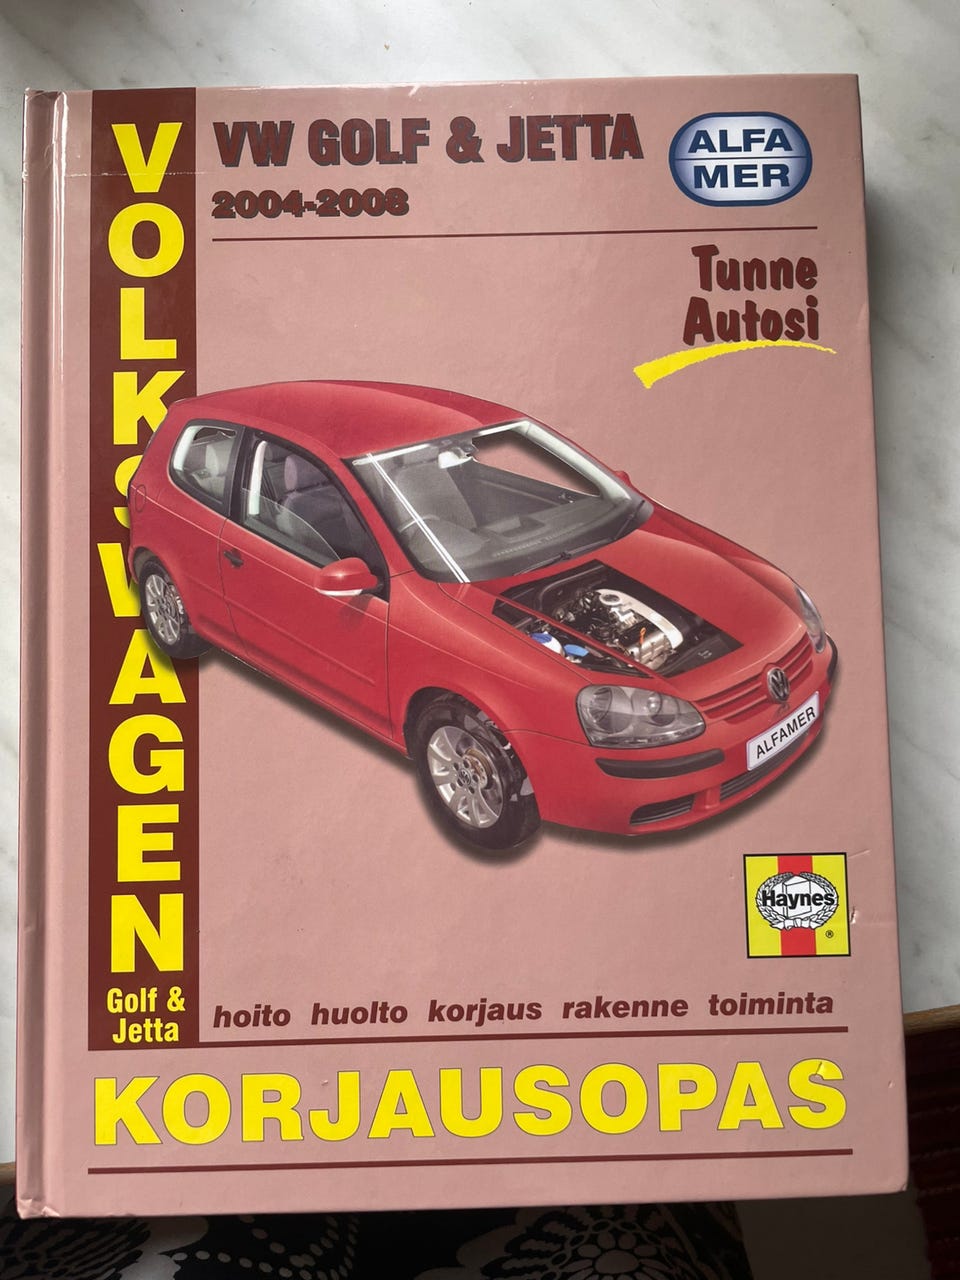 VOLKSWAGEN
Golf &
Jetta
VW GOLF & JETTA
2004-2008
ALFA
MER
Tunne
Autosi
ALFAMER
Haynes
®
hoito huolto korjaus rakenne toiminta
KORJAUSOPAS